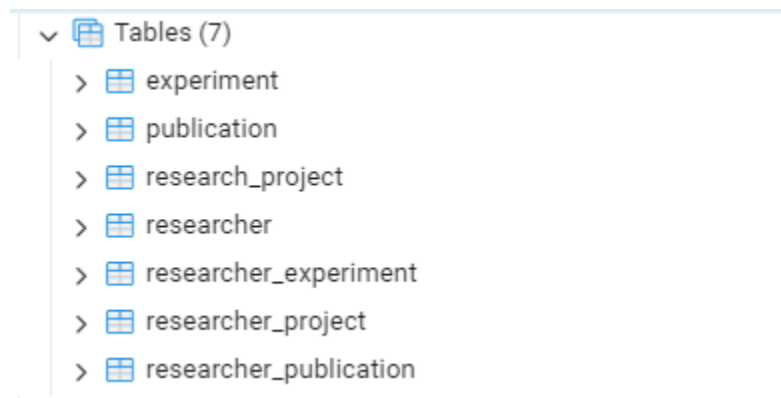 Tables (7)
experiment
publication
research_project
researcher
researcher_experiment
researcher_project
researcher_publication